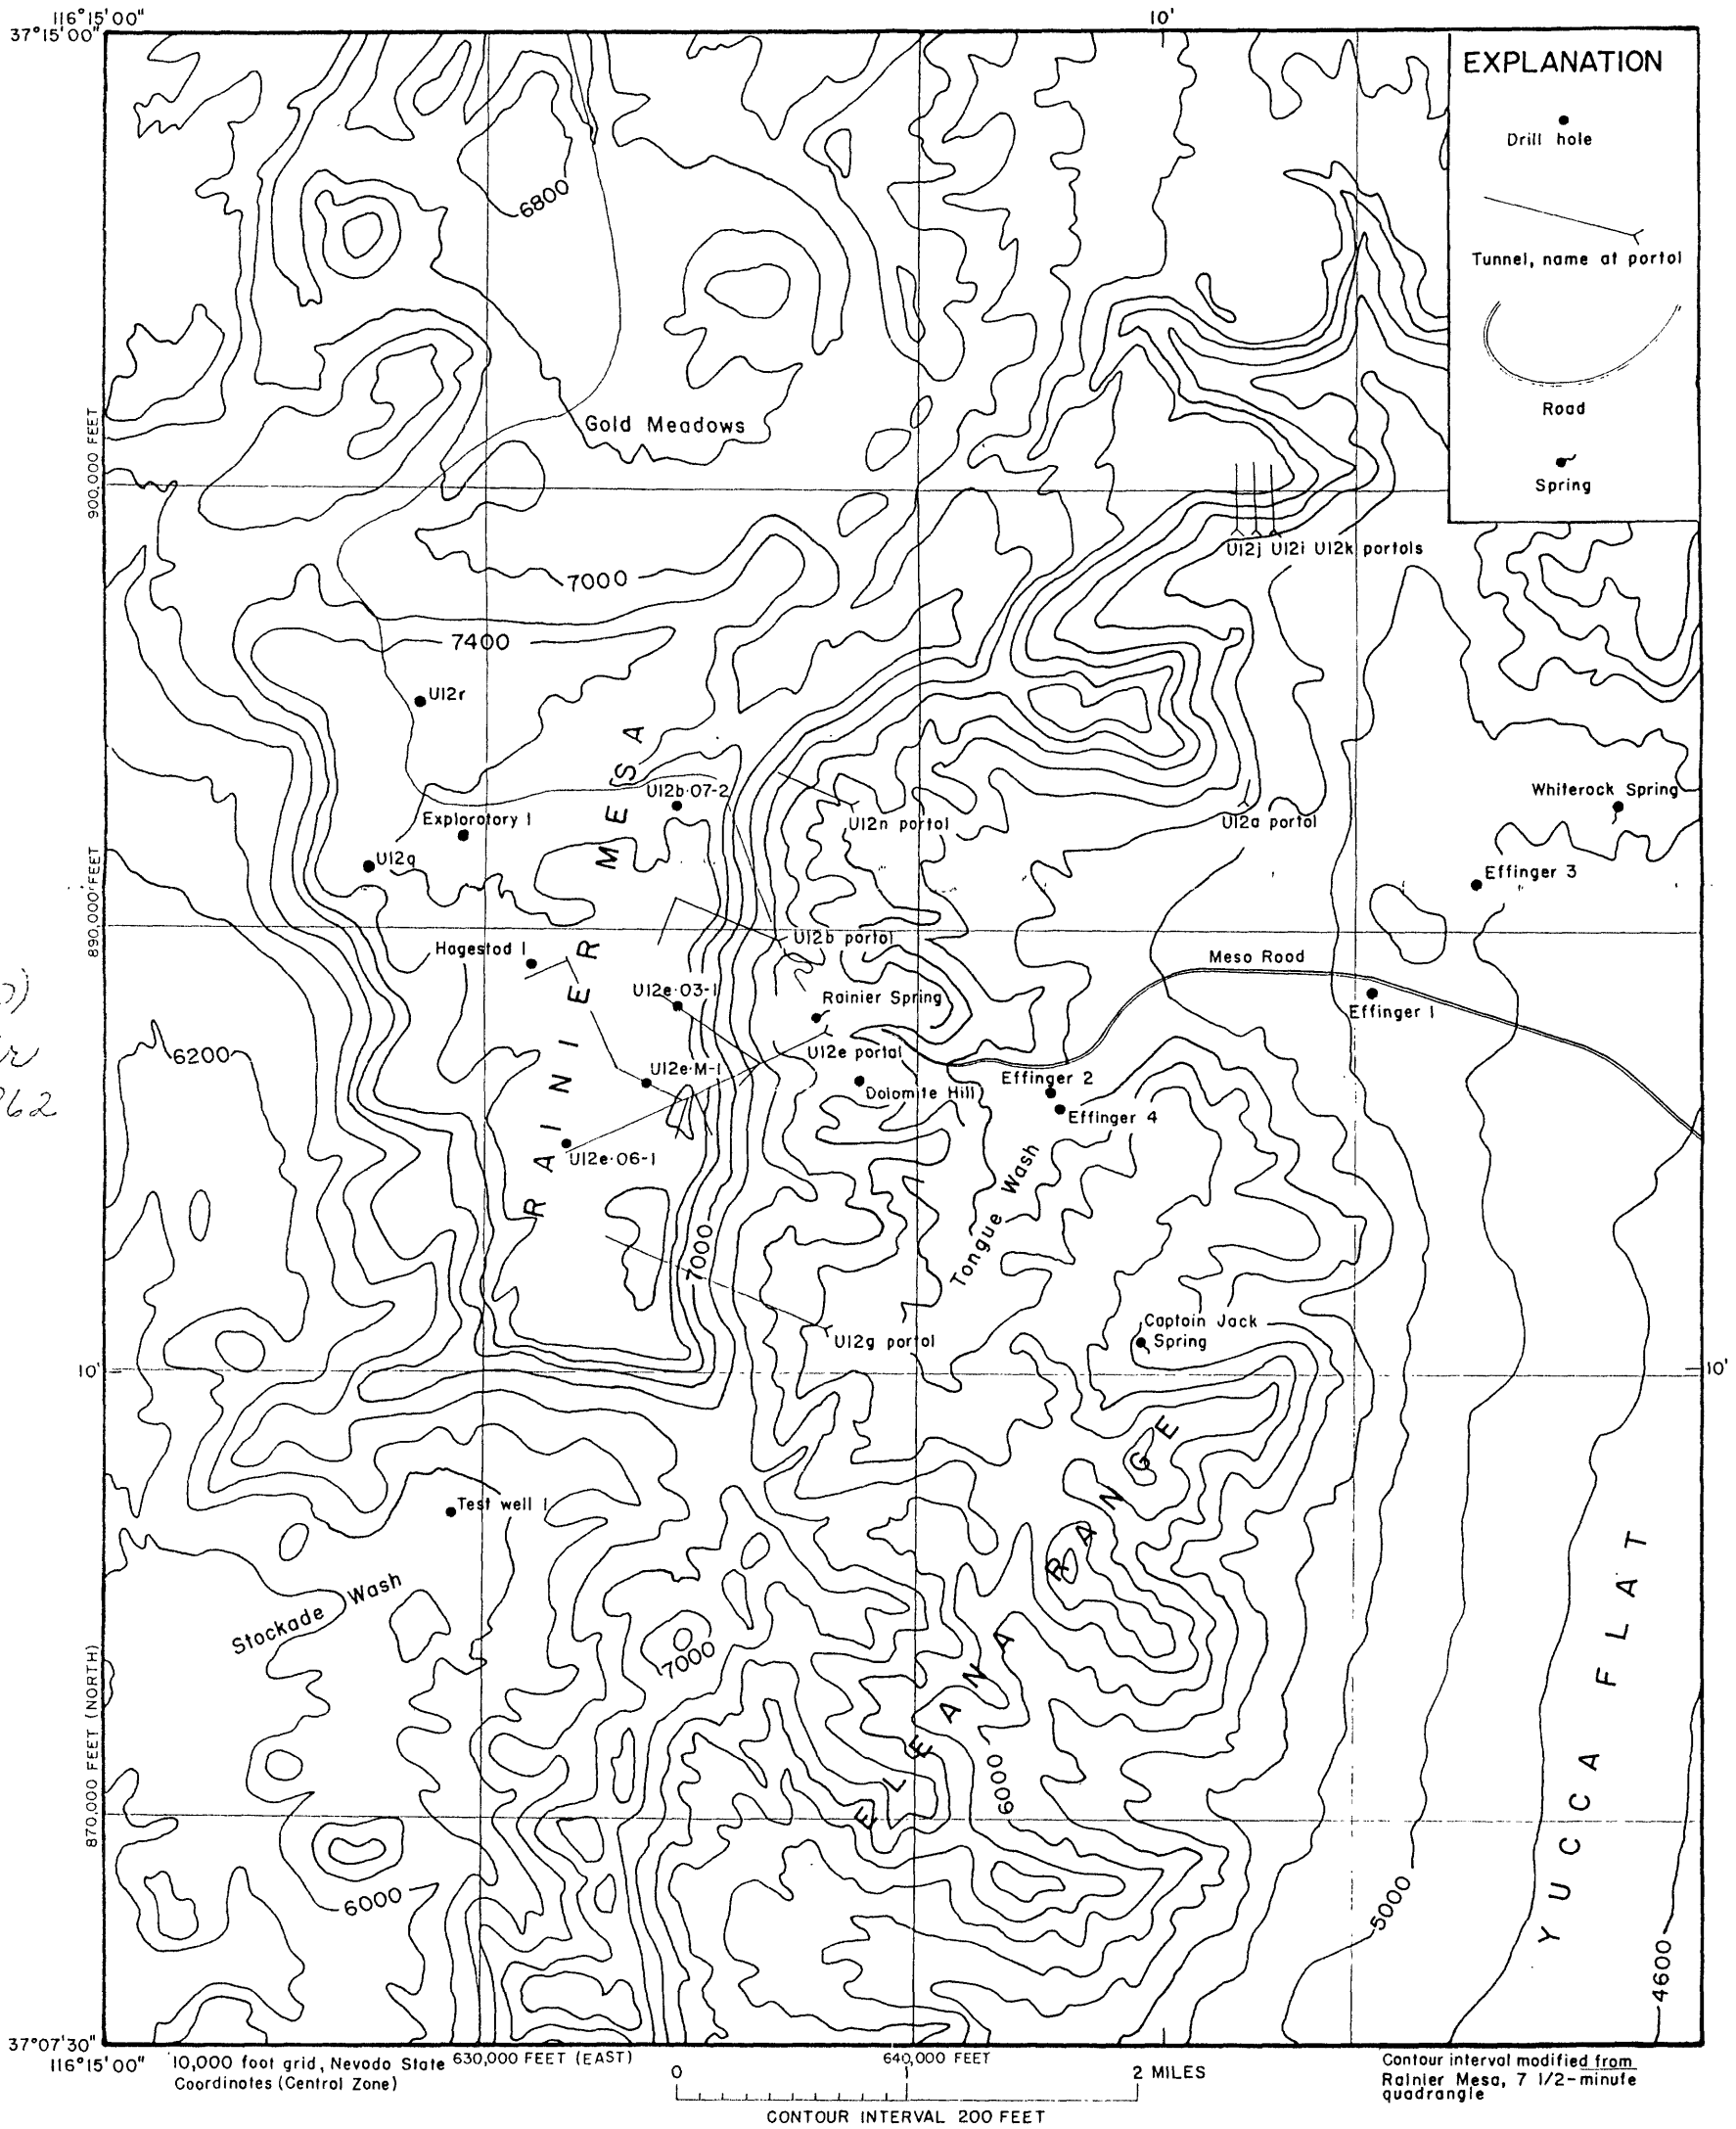 116°15'00"
10'
37°15'00"
EXPLANATION
Drill hole
Tunnel, name at portal
Road
Spring
6800
Gold Meadows
900,000 FEET
U12j U12i U12k portals
7000
7400
U12r
U12b·07-2
Exploratory 1
U12q
U12n portal
U12a portal
Whiterock Spring
Effinger 3
890,000 FEET
RAINIER MESA
U12b portal
Hagestad 1
U12e·03-1
Rainier Spring
Mesa Road
Effinger 1
6200
U12e portal
U12e·M-1
Dolomite Hill
Effinger 2
Effinger 4
962
U12e·06-1
Tongue Wash
7000
U12g portal
Captain Jack
Spring
10'
10'
Test well 1
Stockade Wash
7000
ELEANA RANGE
YUCCA FLAT
870,000 FEET (NORTH)
6000
6000
5000
4600
37°07'30"
116°15'00"
10,000 foot grid, Nevada State
Coordinates (Central Zone)
630,000 FEET (EAST)
640,000 FEET
0
1
2 MILES
CONTOUR INTERVAL 200 FEET
Contour interval modified from
Rainier Mesa, 7 1/2-minute
quadrangle